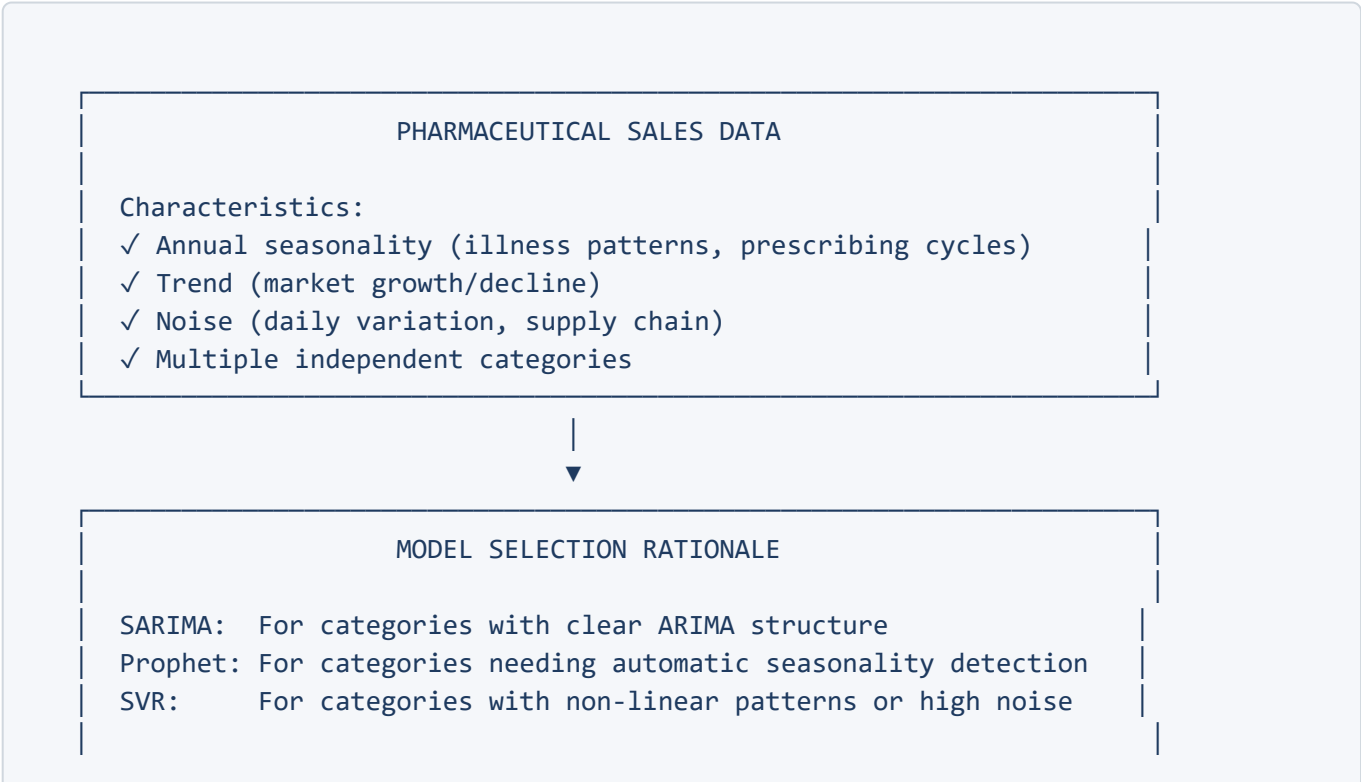 PHARMACEUTICAL SALES DATA
Characteristics:
✓ Annual seasonality (illness patterns, prescribing cycles)
✓ Trend (market growth/decline)
✓ Noise (daily variation, supply chain)
✓ Multiple independent categories
▼
MODEL SELECTION RATIONALE
SARIMA:  For categories with clear ARIMA structure
Prophet: For categories needing automatic seasonality detection
SVR:     For categories with non-linear patterns or high noise